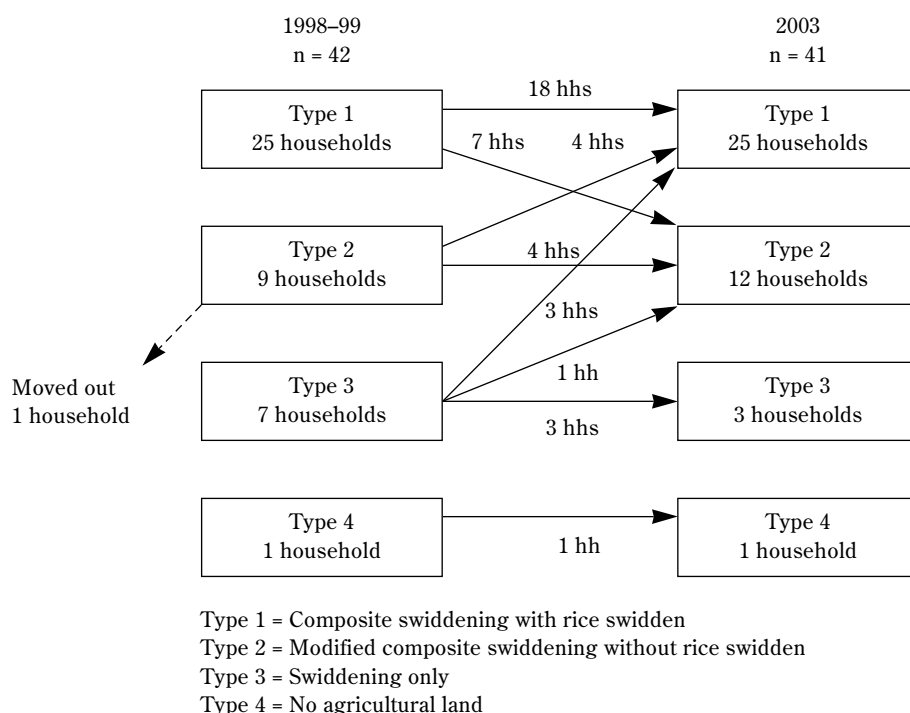 1998–99
n = 42
2003
n = 41
Type 1
25 households
18 hhs
7 hhs
4 hhs
Type 1
25 households
Type 2
9 households
4 hhs
Type 2
12 households
3 hhs
Moved out
1 household
Type 3
7 households
1 hh
3 hhs
Type 3
3 households
Type 4
1 household
1 hh
Type 4
1 household
Type 1 = Composite swiddening with rice swidden
Type 2 = Modified composite swiddening without rice swidden
Type 3 = Swiddening only
Type 4 = No agricultural land